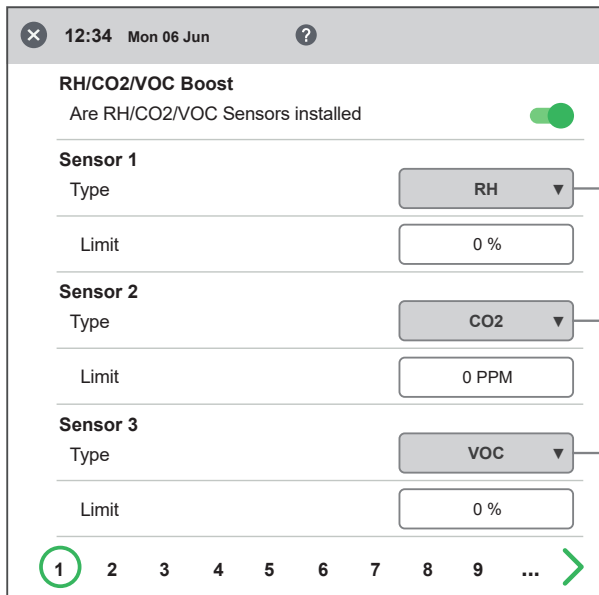 12:34 Mon 06 Jun ?
RH/CO2/VOC Boost
Are RH/CO2/VOC Sensors installed
Sensor 1
Type RH ▼
Limit 0 %
Sensor 2
Type CO2 ▼
Limit 0 PPM
Sensor 3
Type VOC ▼
Limit 0 %
1 2 3 4 5 6 7 8 9 ...